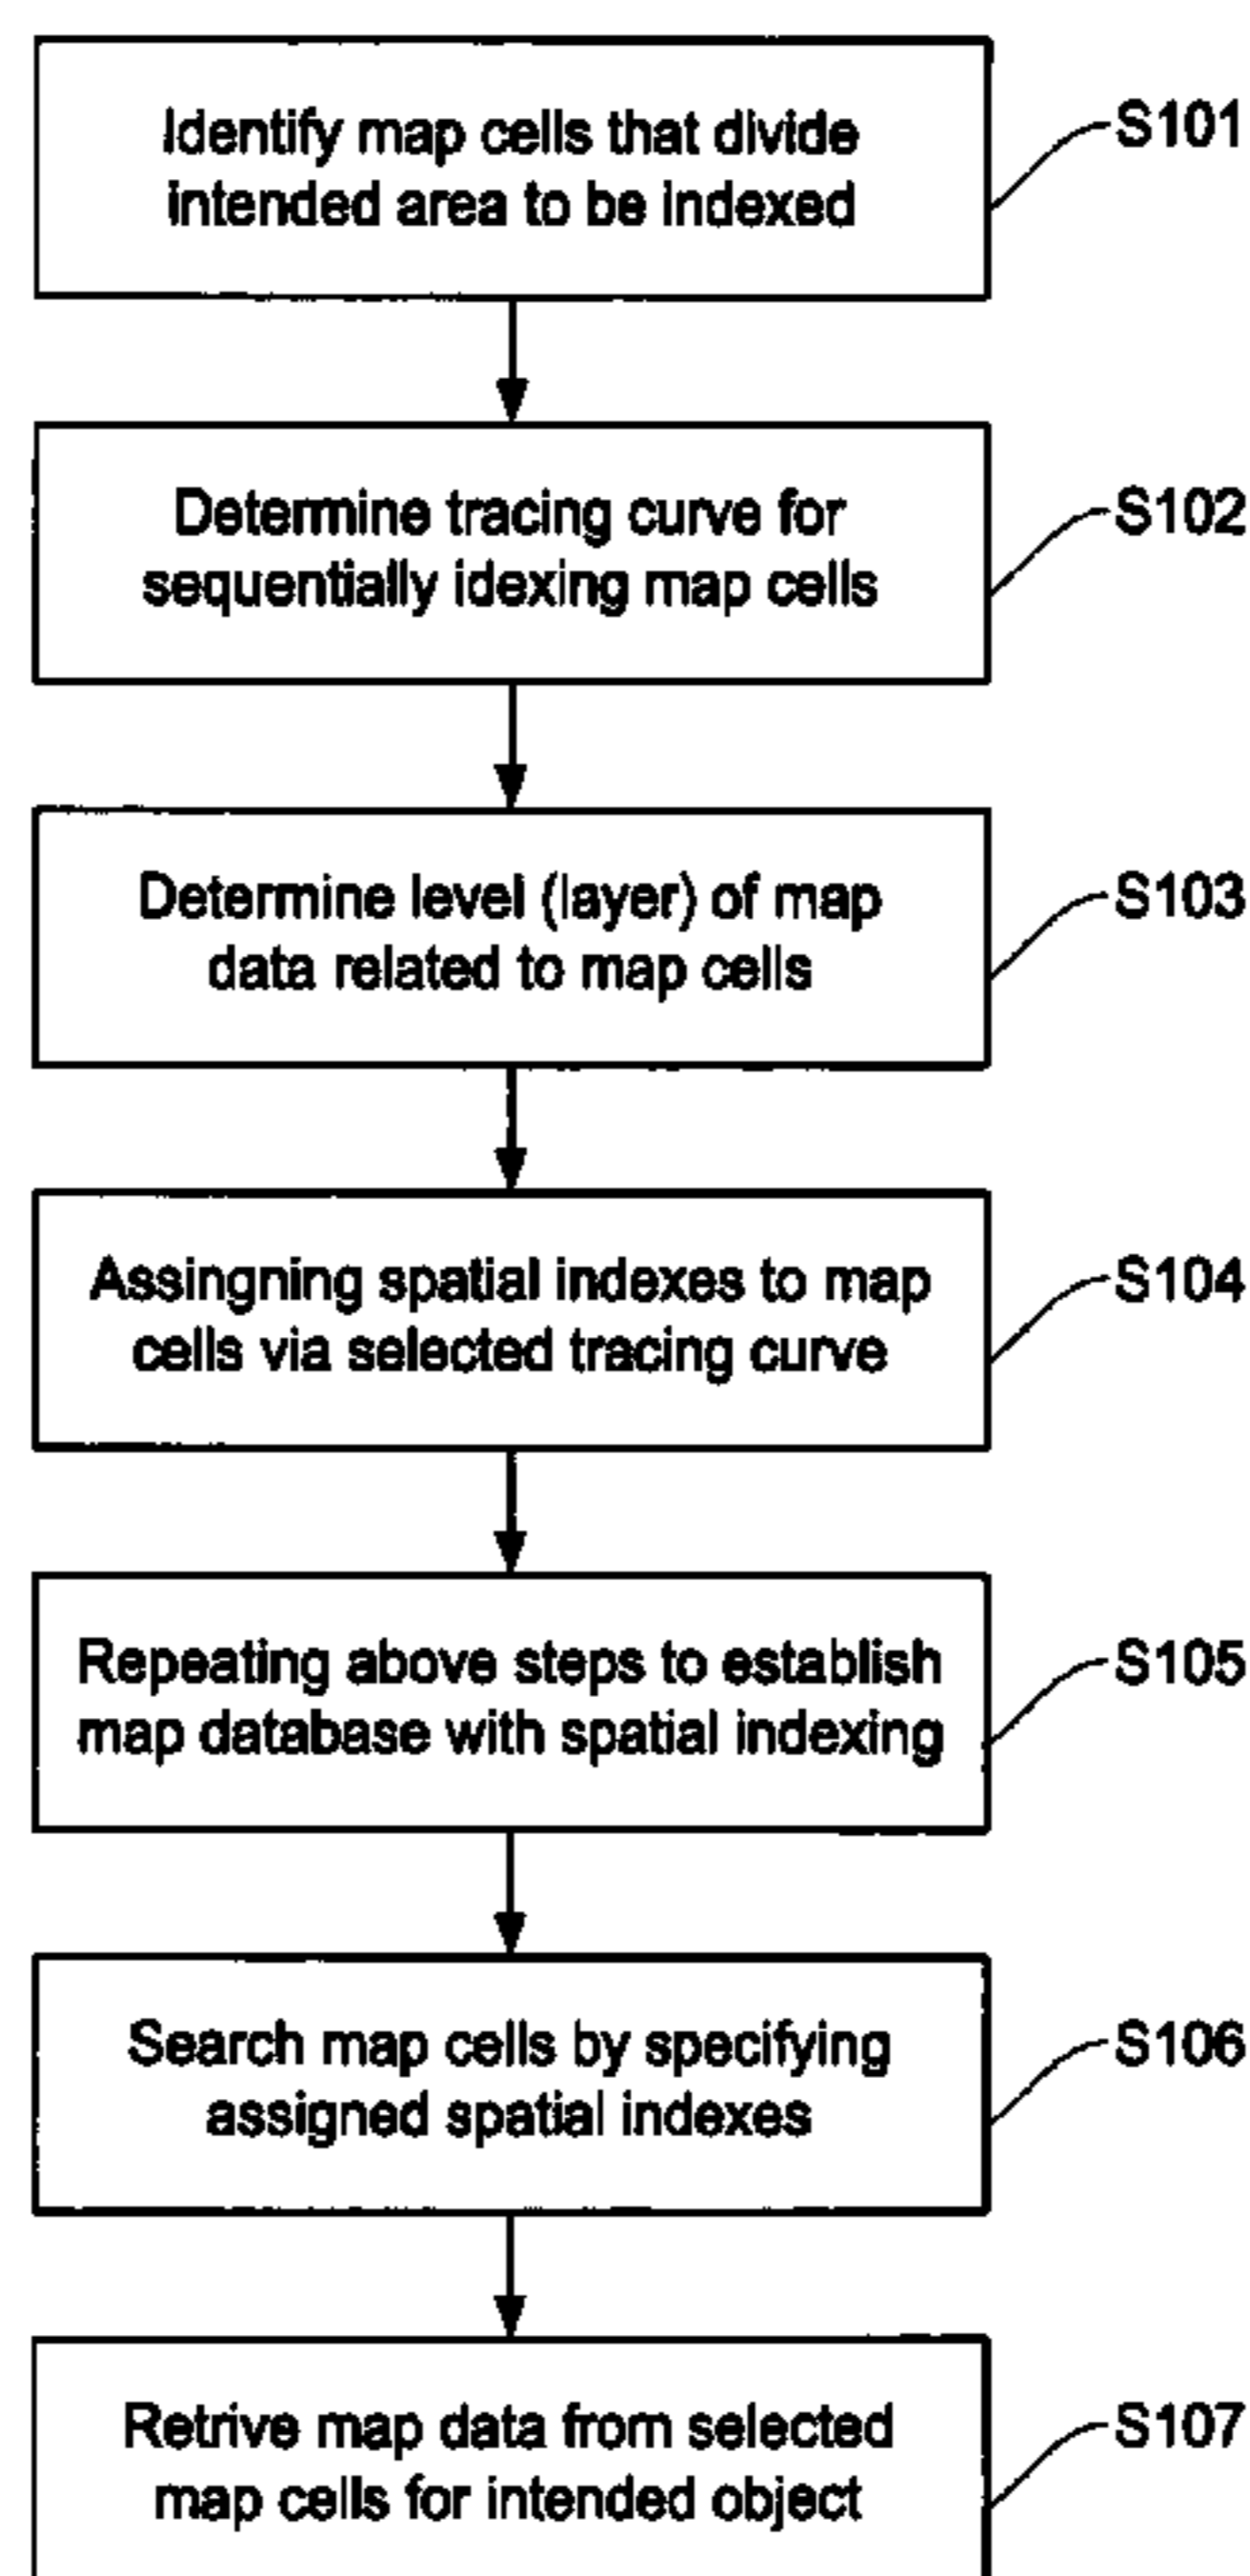 Identify map cells that divide
intended area to be indexed
S101
Determine tracing curve for
sequentially idexing map cells
S102
Determine level (layer) of map
data related to map cells
S103
Assingning spatial indexes to map
cells via selected tracing curve
S104
Repeating above steps to establish
map database with spatial indexing
S105
Search map cells by specifying
assigned spatial indexes
S106
Retrive map data from selected
map cells for intended object
S107